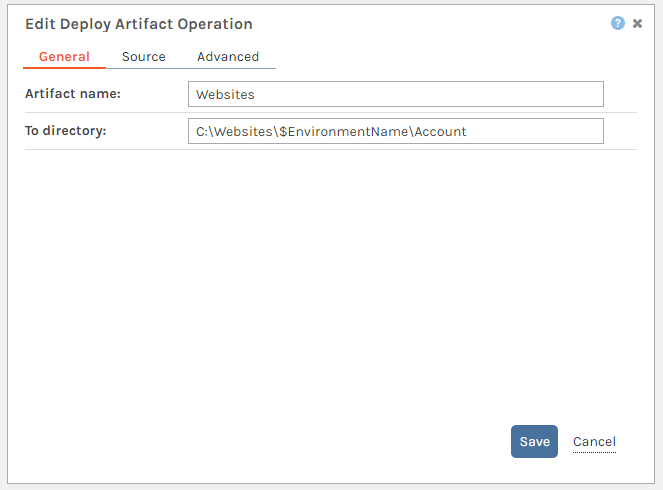 Edit Deploy Artifact Operation
General Source Advanced
Artifact name: Websites
To directory: C:\Websites\$EnvironmentName\Account
Save Cancel